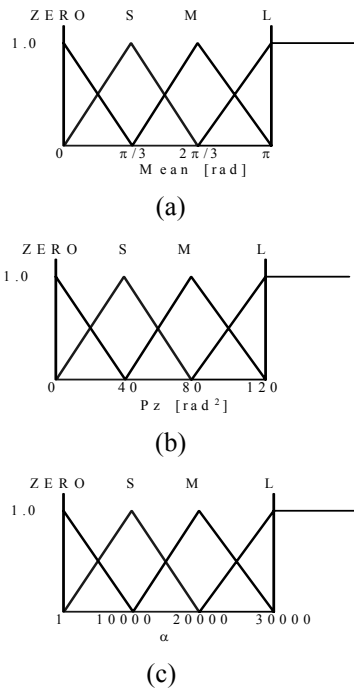 ZERO S M L
1.0
0 π/3 2π/3 π
Mean [rad]
(a)
ZERO S M L
1.0
0 40 80 120
Pz [rad²]
(b)
ZERO S M L
1.0
1 10000 20000 30000
α
(c)